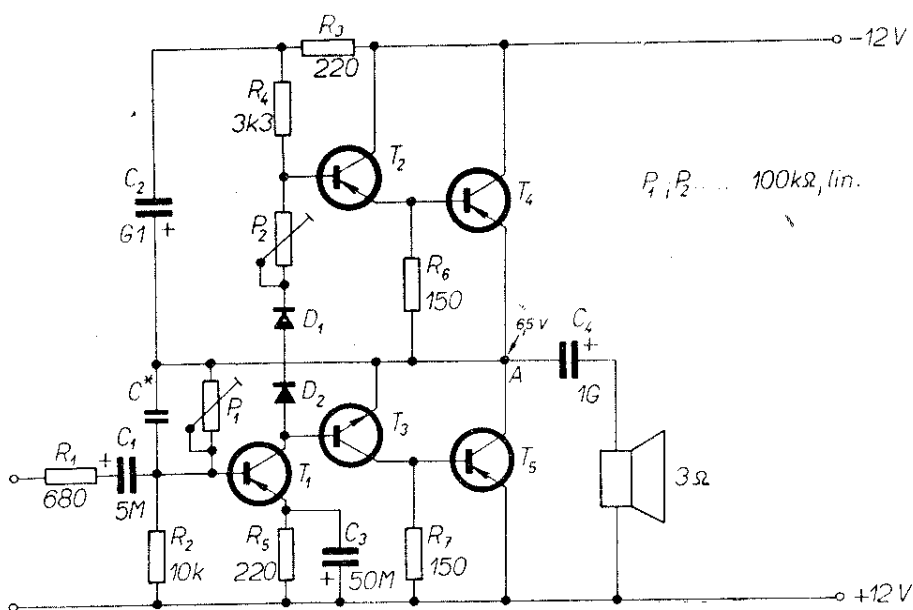 R3
220
−12V
R4
3k3
T2
C2
G1
+
P2
T4
P1, P2 .... 100kΩ, lin.
R6
150
D1
6,5 V
C4
+
A
1G
C*
P1
D2
T3
R1
680
+
C1
5M
T1
T5
3Ω
R2
10k
R5
220
C3
+
50M
R7
150
+12V